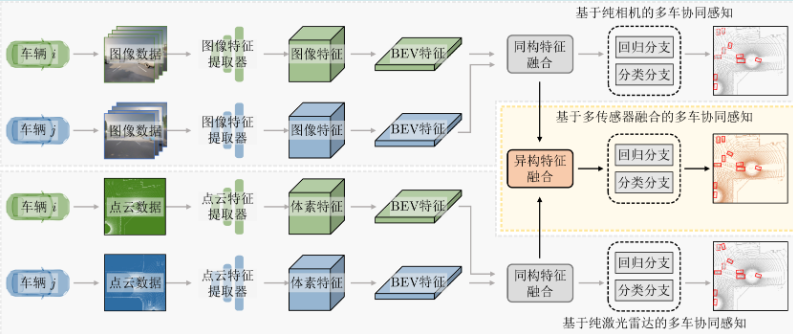 基于纯相机的多车协同感知
车辆 i
图像数据
图像特征
提取器
图像特征
BEV特征
同构特征
融合
回归分支
分类分支
车辆 j
图像数据
图像特征
提取器
图像特征
BEV特征
基于多传感器融合的多车协同感知
异构特征
融合
回归分支
分类分支
车辆 i
点云数据
点云特征
提取器
体素特征
BEV特征
车辆 j
点云数据
点云特征
提取器
体素特征
BEV特征
同构特征
融合
回归分支
分类分支
基于纯激光雷达的多车协同感知